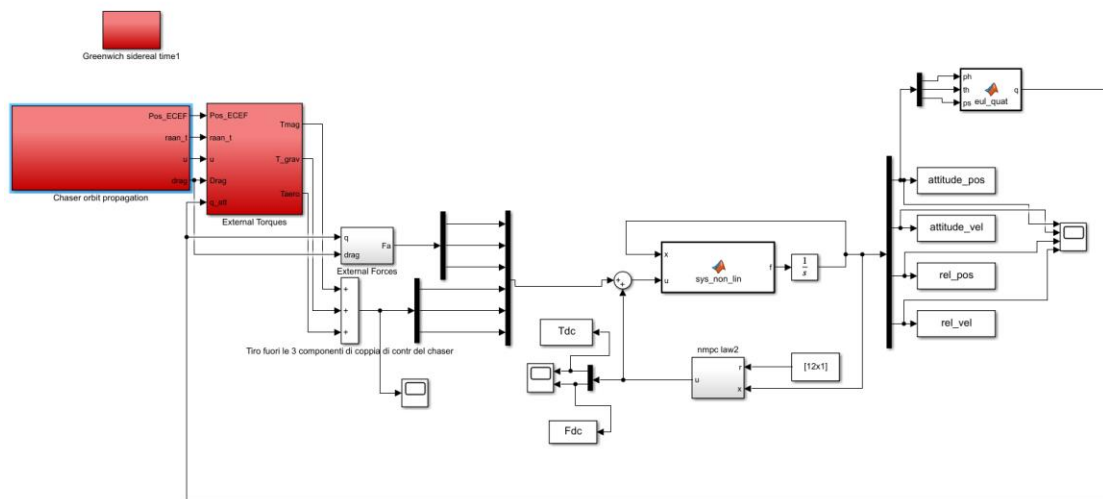 Greenwich sidereal time1
Pos_ECEF
raan_t
u
drag
Chaser orbit propagation
Pos_ECEF
raan_t
u
Drag
q_att
Tmag
T_grav
Taero
External Torques
q
drag
Fa
External Forces
+
+
+
Tiro fuori le 3 componenti di coppia di contr del chaser
+
+
x
u
f
sys_non_lin
1
s
Tdc
Fdc
nmpc law2
u
r
x
[12x1]
ph
th
ps
q
eul_quat
attitude_pos
attitude_vel
rel_pos
rel_vel